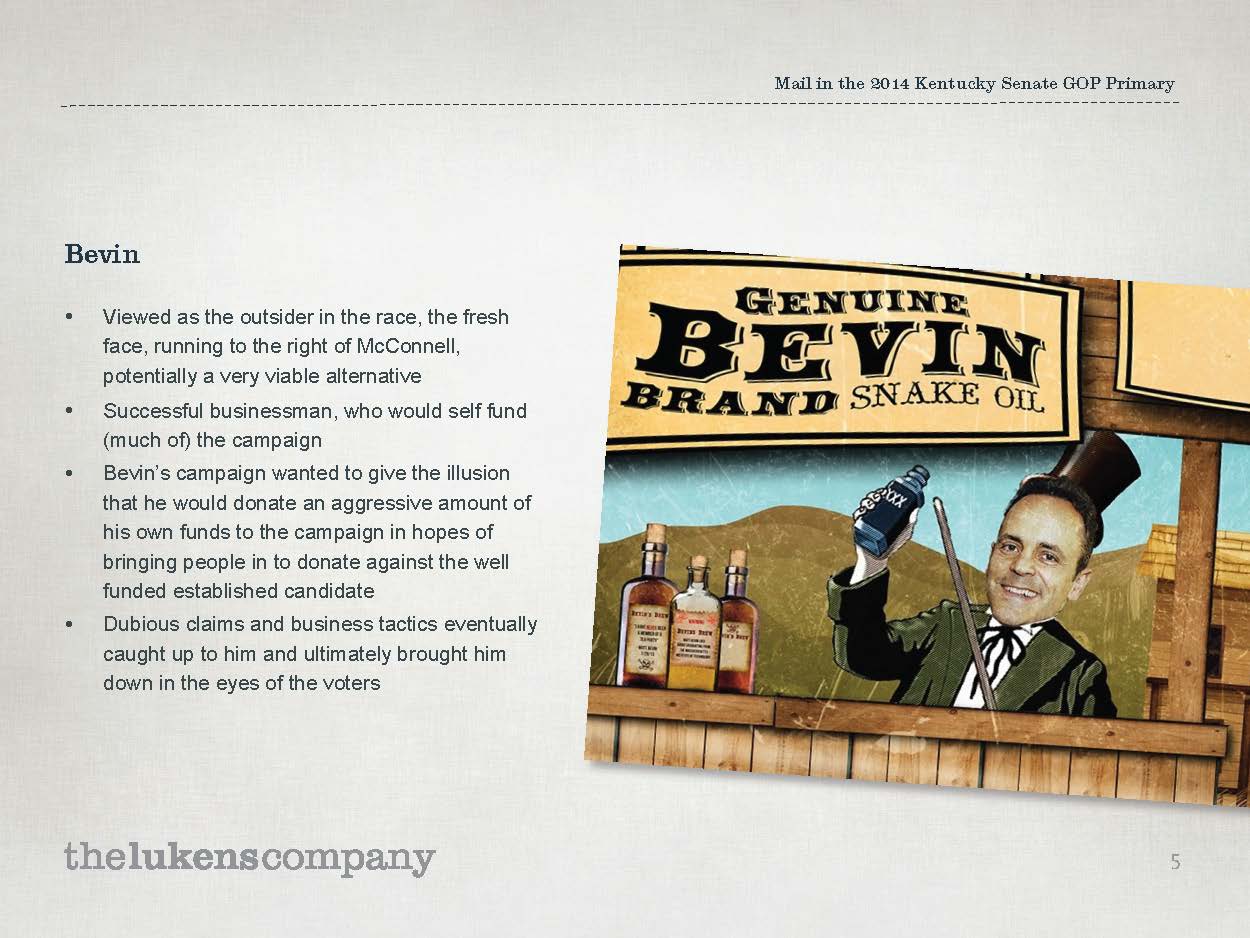 Mail in the 2014 Kentucky Senate GOP Primary
Bevin
• Viewed as the outsider in the race, the fresh
face, running to the right of McConnell,
potentially a very viable alternative
• Successful businessman, who would self fund
(much of) the campaign
• Bevin’s campaign wanted to give the illusion
that he would donate an aggressive amount of
his own funds to the campaign in hopes of
bringing people in to donate against the well
funded established candidate
• Dubious claims and business tactics eventually
caught up to him and ultimately brought him
down in the eyes of the voters
GENUINE
BEVIN
BRAND SNAKE OIL
XXX
BEVIN'S BREW
BEVINS BREW
thelukenscompany
5